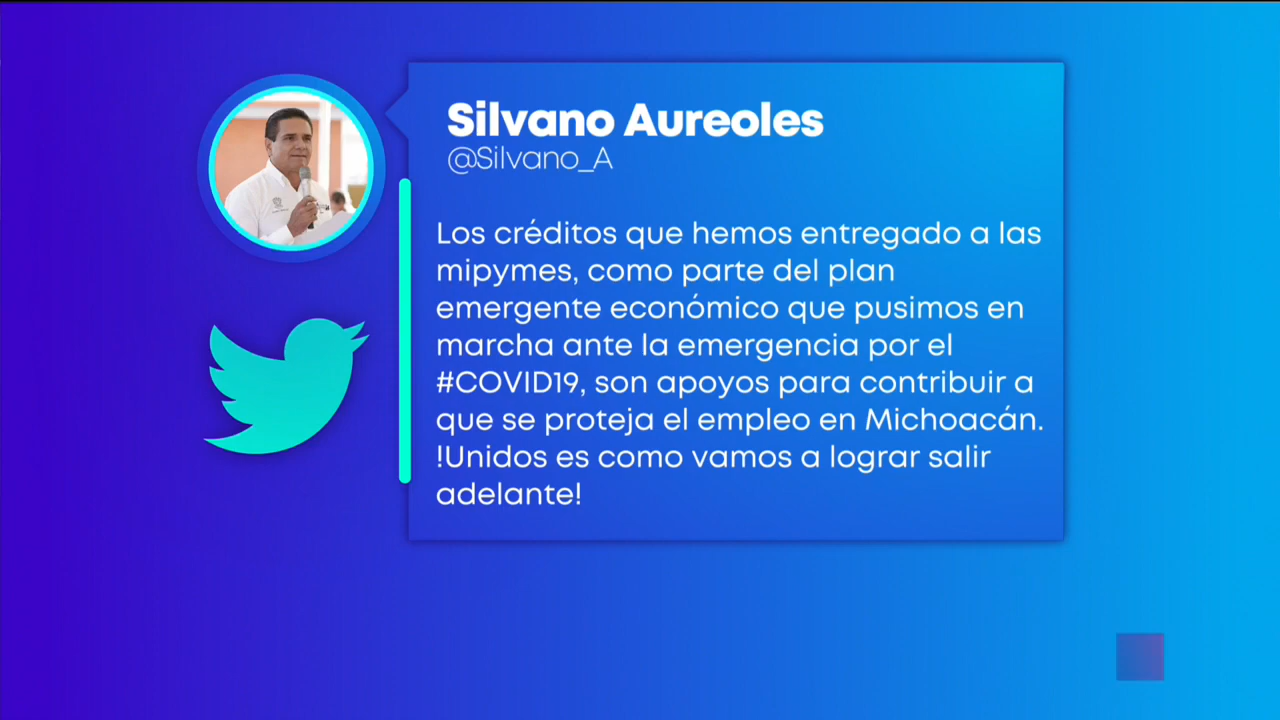 Silvano Aureoles
@Silvano_A
Los créditos que hemos entregado a las
mipymes, como parte del plan
emergente económico que pusimos en
marcha ante la emergencia por el
#COVID19, son apoyos para contribuir a
que se proteja el empleo en Michoacán.
!Unidos es como vamos a lograr salir
adelante!